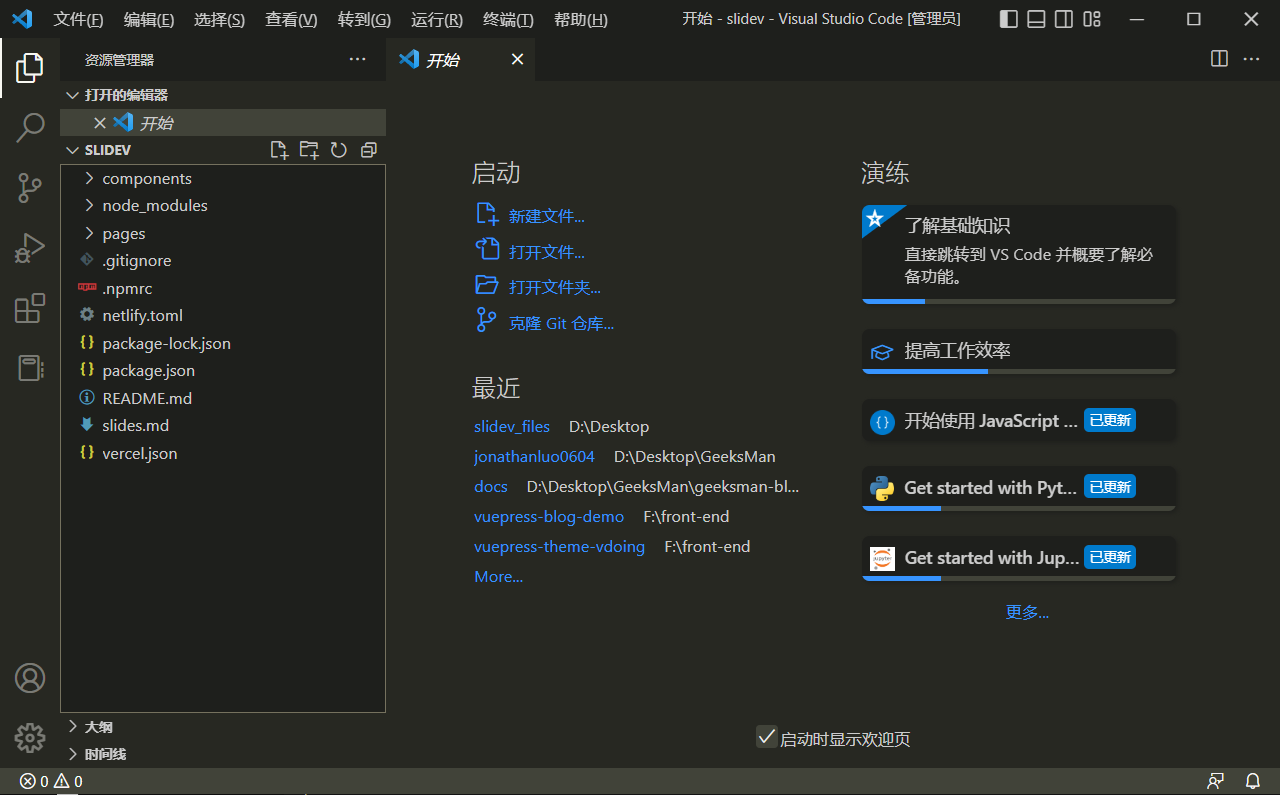 文件(F) 编辑(E) 选择(S) 查看(V) 转到(G) 运行(R) 终端(T) 帮助(H) 开始 - slidev - Visual Studio Code [管理员]
资源管理器
开始
打开的编辑器
开始
SLIDEV
components
node_modules
pages
.gitignore
.npmrc
netlify.toml
package-lock.json
package.json
README.md
slides.md
vercel.json
大纲
时间线
启动
新建文件...
打开文件...
打开文件夹...
克隆 Git 仓库...
最近
slidev_files D:\Desktop
jonathanluo0604 D:\Desktop\GeeksMan
docs D:\Desktop\GeeksMan\geeksman-bl...
vuepress-blog-demo F:\front-end
vuepress-theme-vdoing F:\front-end
More...
演练
了解基础知识
直接跳转到 VS Code 并概要了解必
备功能。
提高工作效率
开始使用 JavaScript ... 已更新
Get started with Pyt... 已更新
Get started with Jup... 已更新
更多...
启动时显示欢迎页
0 0